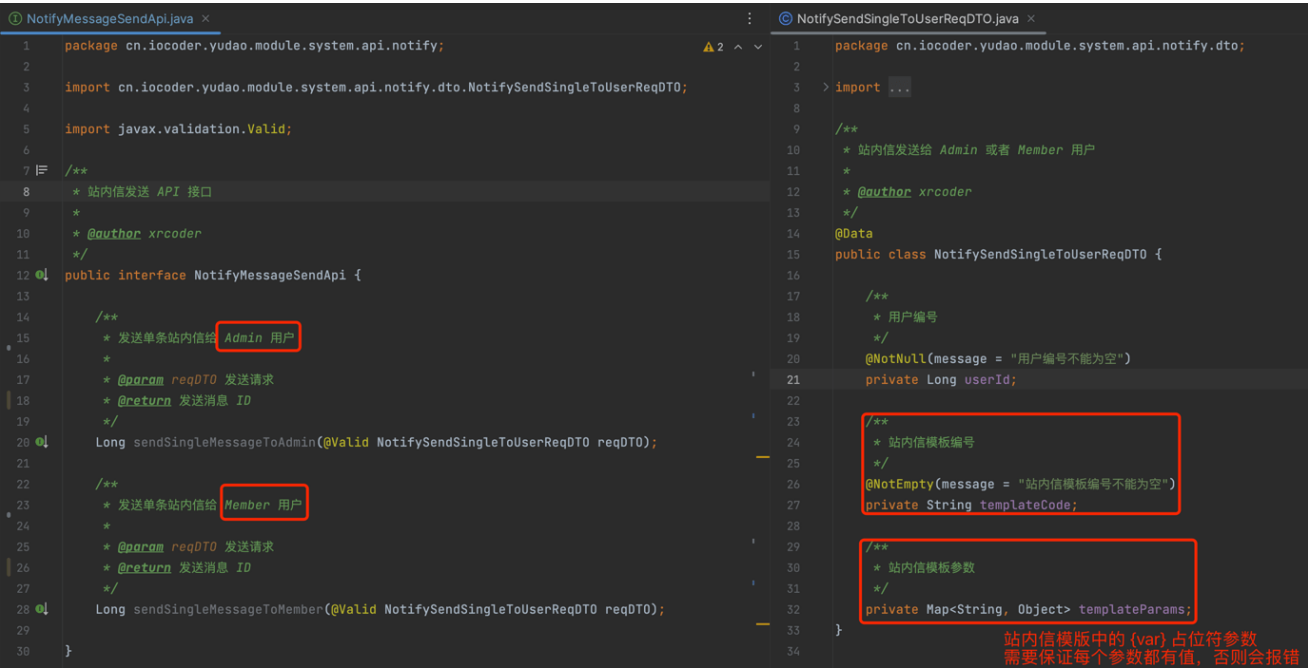 NotifyMessageSendApi.java
1 package cn.iocoder.yudao.module.system.api.notify;
2
2
3 import cn.iocoder.yudao.module.system.api.notify.dto.NotifySendSingleToUserReqDTO;
4
5 import javax.validation.Valid;
6
7 /**
8 * 站内信发送 API 接口
9 *
10 * @author xrcoder
11 */
12 public interface NotifyMessageSendApi {
13
14 /**
15 * 发送单条站内信给 Admin 用户
16 *
17 * @param reqDTO 发送请求
18 * @return 发送消息 ID
19 */
20 Long sendSingleMessageToAdmin(@Valid NotifySendSingleToUserReqDTO reqDTO);
21
22 /**
23 * 发送单条站内信给 Member 用户
24 *
25 * @param reqDTO 发送请求
26 * @return 发送消息 ID
27 */
28 Long sendSingleMessageToMember(@Valid NotifySendSingleToUserReqDTO reqDTO);
29
30 }
NotifySendSingleToUserReqDTO.java
1 package cn.iocoder.yudao.module.system.api.notify.dto;
2
3 import ...
8
9 /**
10 * 站内信发送给 Admin 或者 Member 用户
11 *
12 * @author xrcoder
13 */
14 @Data
15 public class NotifySendSingleToUserReqDTO {
16
17 /**
18 * 用户编号
19 */
20 @NotNull(message = "用户编号不能为空")
21 private Long userId;
22
23 /**
24 * 站内信模板编号
25 */
26 @NotEmpty(message = "站内信模板编号不能为空")
27 private String templateCode;
28
29 /**
30 * 站内信模板参数
31 */
32 private Map<String, Object> templateParams;
33 }
34
站内信模版中的 {var} 占位符参数
需要保证每个参数都有值，否则会报错